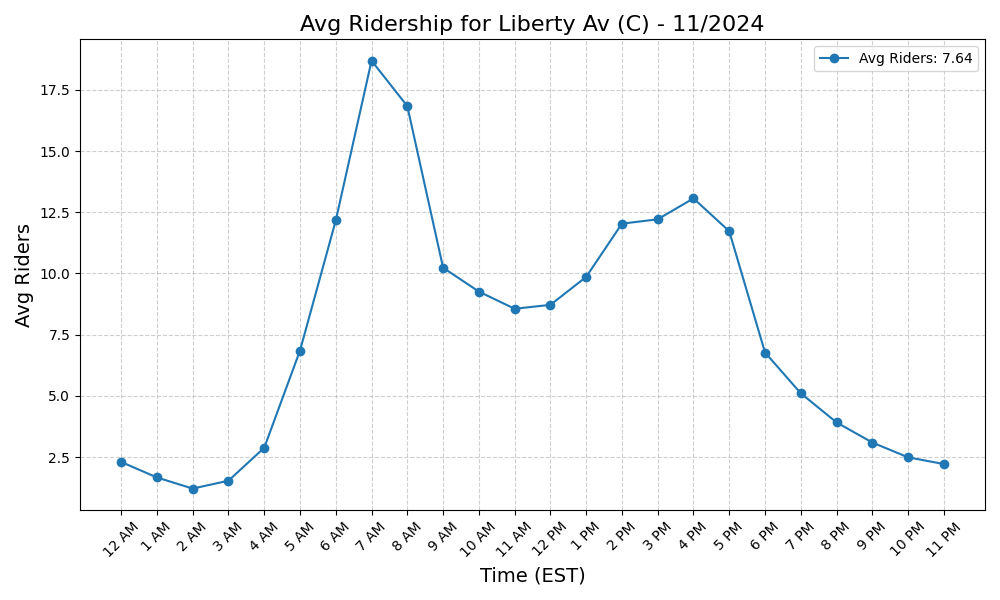 Avg Ridership for Liberty Av (C) - 11/2024
Avg Riders: 7.64
Avg Riders
17.5
15.0
12.5
10.0
7.5
5.0
2.5
12 AM
1 AM
2 AM
3 AM
4 AM
5 AM
6 AM
7 AM
8 AM
9 AM
10 AM
11 AM
12 PM
1 PM
2 PM
3 PM
4 PM
5 PM
6 PM
7 PM
8 PM
9 PM
10 PM
11 PM
Time (EST)